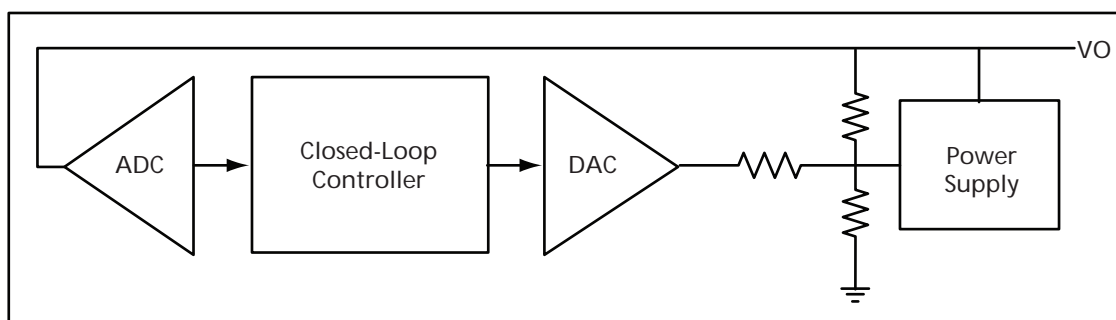 VO
ADC
Closed-Loop
Controller
DAC
Power
Supply